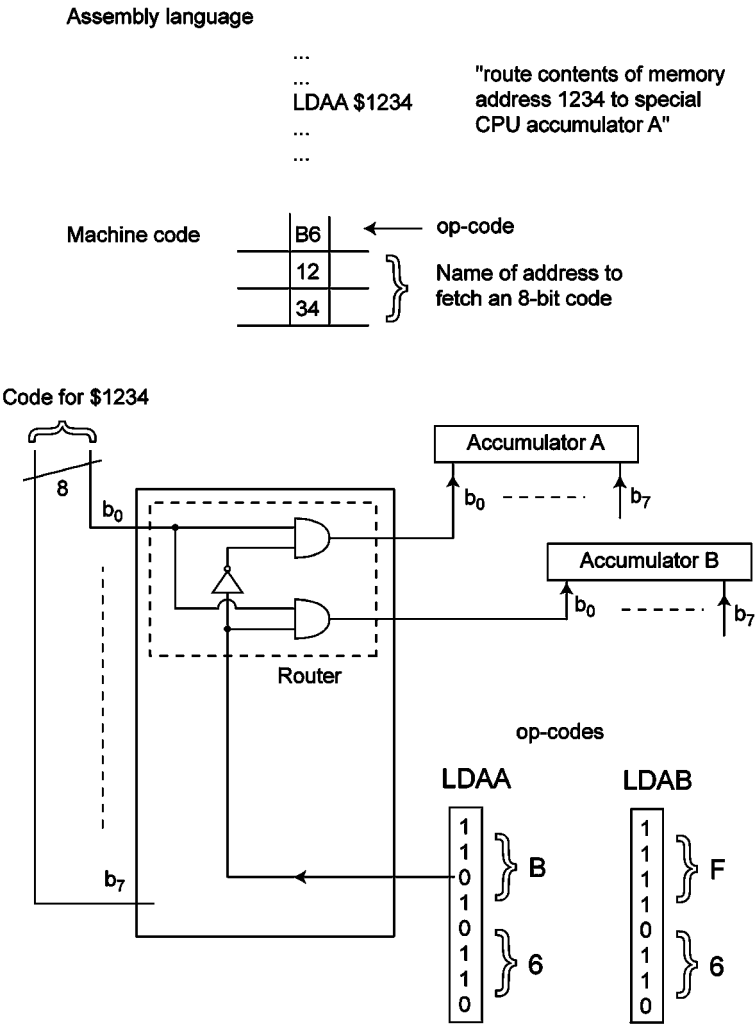 Assembly language
...
...
LDAA $1234
...
...
"route contents of memory
address 1234 to special
CPU accumulator A"
Machine code
B6
12
34
op-code
Name of address to
fetch an 8-bit code
Code for $1234
8
b0
b7
Router
Accumulator A
b0
b7
Accumulator B
b0
b7
op-codes
LDAA
1
1
0
1
0
1
1
0
B
6
LDAB
1
1
1
1
0
1
1
0
F
6